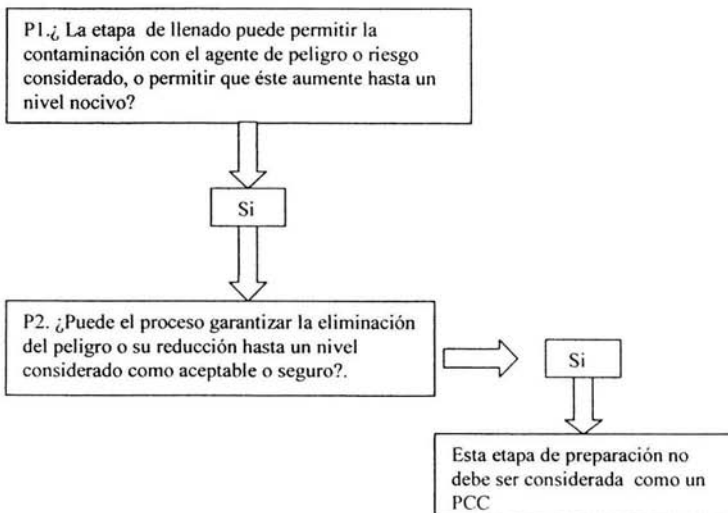 P1.¿ La etapa de llenado puede permitir la
contaminación con el agente de peligro o riesgo
considerado, o permitir que éste aumente hasta un
nivel nocivo?
Si
P2. ¿Puede el proceso garantizar la eliminación
del peligro o su reducción hasta un nivel
considerado como aceptable o seguro?.
Si
Esta etapa de preparación no
debe ser considerada como un
PCC